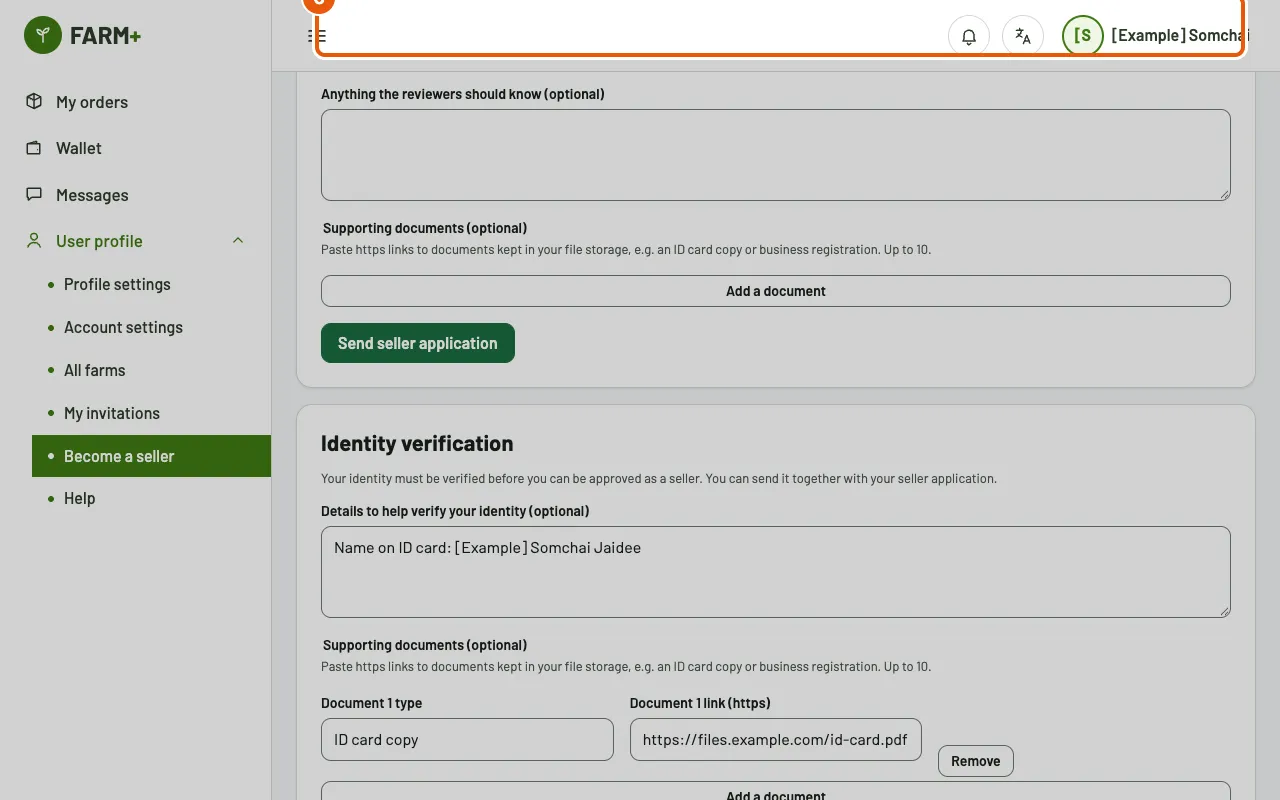 FARM+
My orders
Wallet
Messages
User profile
Profile settings
Account settings
All farms
My invitations
Become a seller
Help
[S
[Example] Somchai
Anything the reviewers should know (optional)
Supporting documents (optional)
Paste https links to documents kept in your file storage, e.g. an ID card copy or business registration. Up to 10.
Add a document
Send seller application
Identity verification
Your identity must be verified before you can be approved as a seller. You can send it together with your seller application.
Details to help verify your identity (optional)
Name on ID card: [Example] Somchai Jaidee
Supporting documents (optional)
Paste https links to documents kept in your file storage, e.g. an ID card copy or business registration. Up to 10.
Document 1 type
Document 1 link (https)
ID card copy
https://files.example.com/id-card.pdf
Remove
Add a document